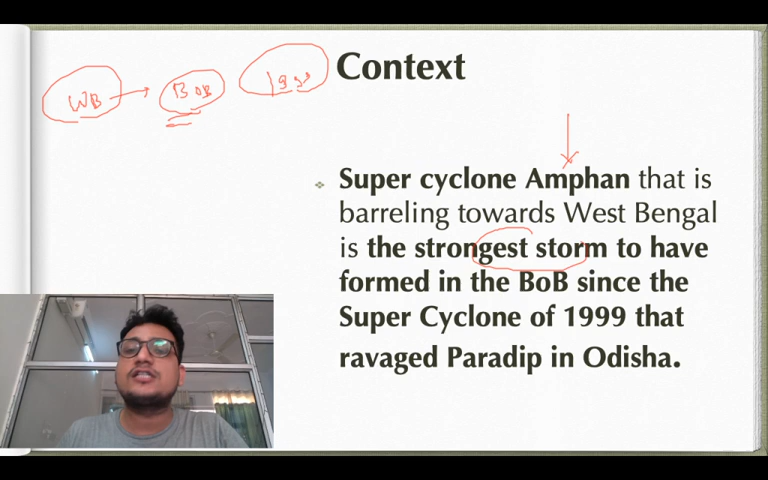 WB BOB 1999 Context
Super cyclone Amphan that is
barreling towards West Bengal
is the strongest storm to have
formed in the BoB since the
Super Cyclone of 1999 that
ravaged Paradip in Odisha.